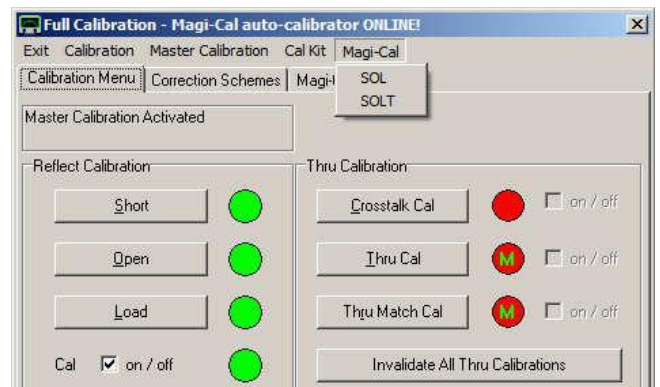 Full Calibration - Magi-Cal auto-calibrator ONLINE!
Exit Calibration Master Calibration Cal Kit Magi-Cal
Calibration Menu Correction Schemes
SOL
SOLT
Master Calibration Activated
Reflect Calibration
Thru Calibration
Short
Crosstalk Cal
on / off
Open
Thru Cal
M
on / off
Load
Thru Match Cal
M
on / off
Cal
on / off
Invalidate All Thru Calibrations